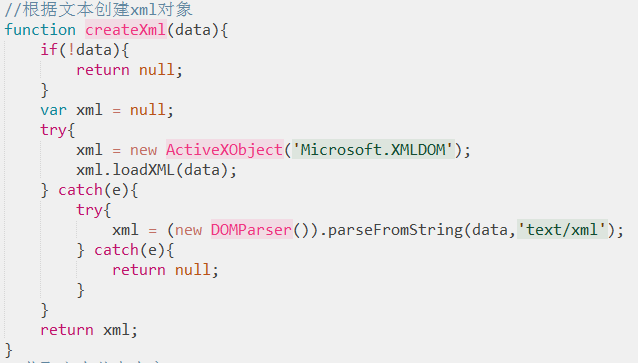 //根据文本创建xml对象
function createXml(data){
    if(!data){
        return null;
    }
    var xml = null;
    try{
        xml = new ActiveXObject('Microsoft.XMLDOM');
        xml.loadXML(data);
    } catch(e){
        try{
            xml = (new DOMParser()).parseFromString(data,'text/xml');
        } catch(e){
            return null;
        }
    }
    return xml;
}